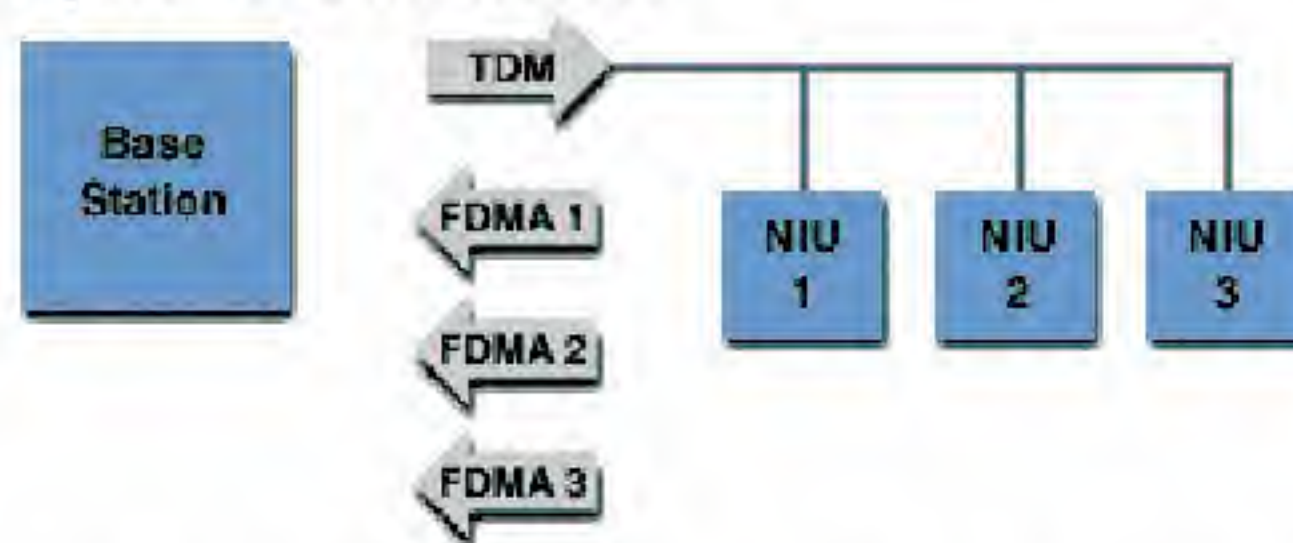 Base
Station
TDM
FDMA 1
FDMA 2
FDMA 3
NIU
1
NIU
2
NIU
3